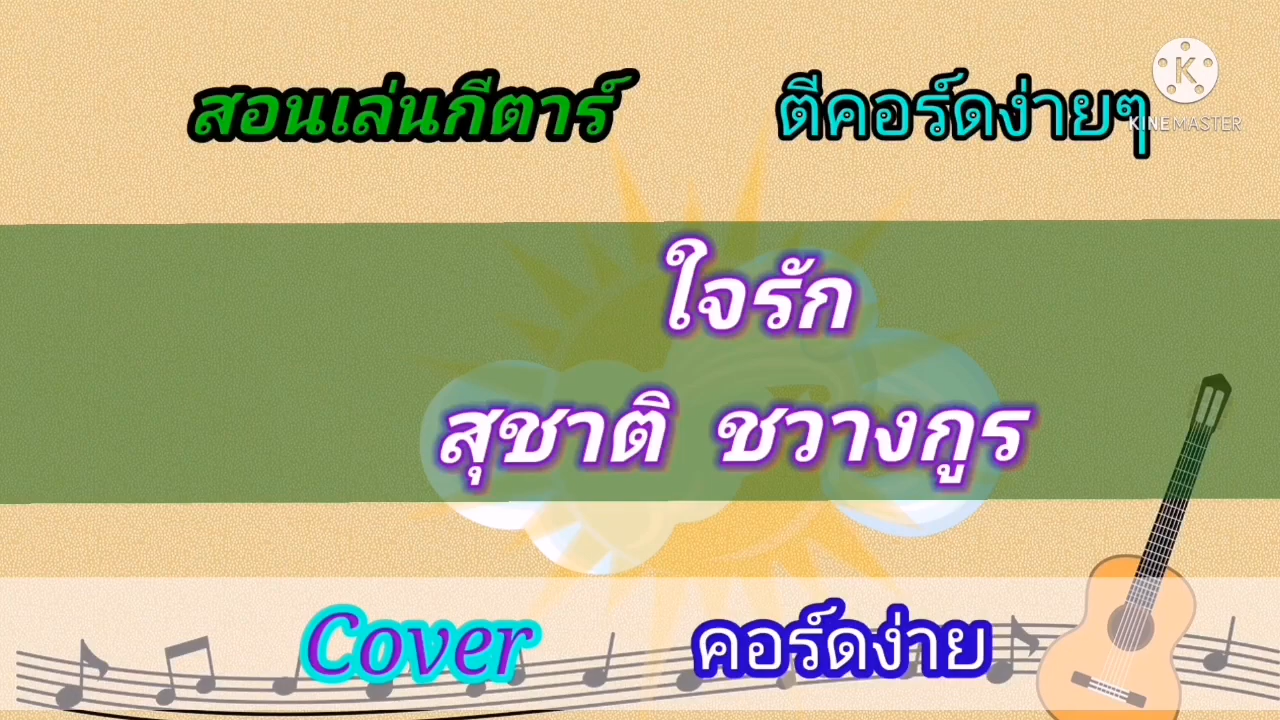 สอนเล่นกีตาร์ ตีคอร์ดง่ายๆ
KINEMASTER
ใจรัก
สุชาติ ชวางกูร
Cover คอร์ดง่าย